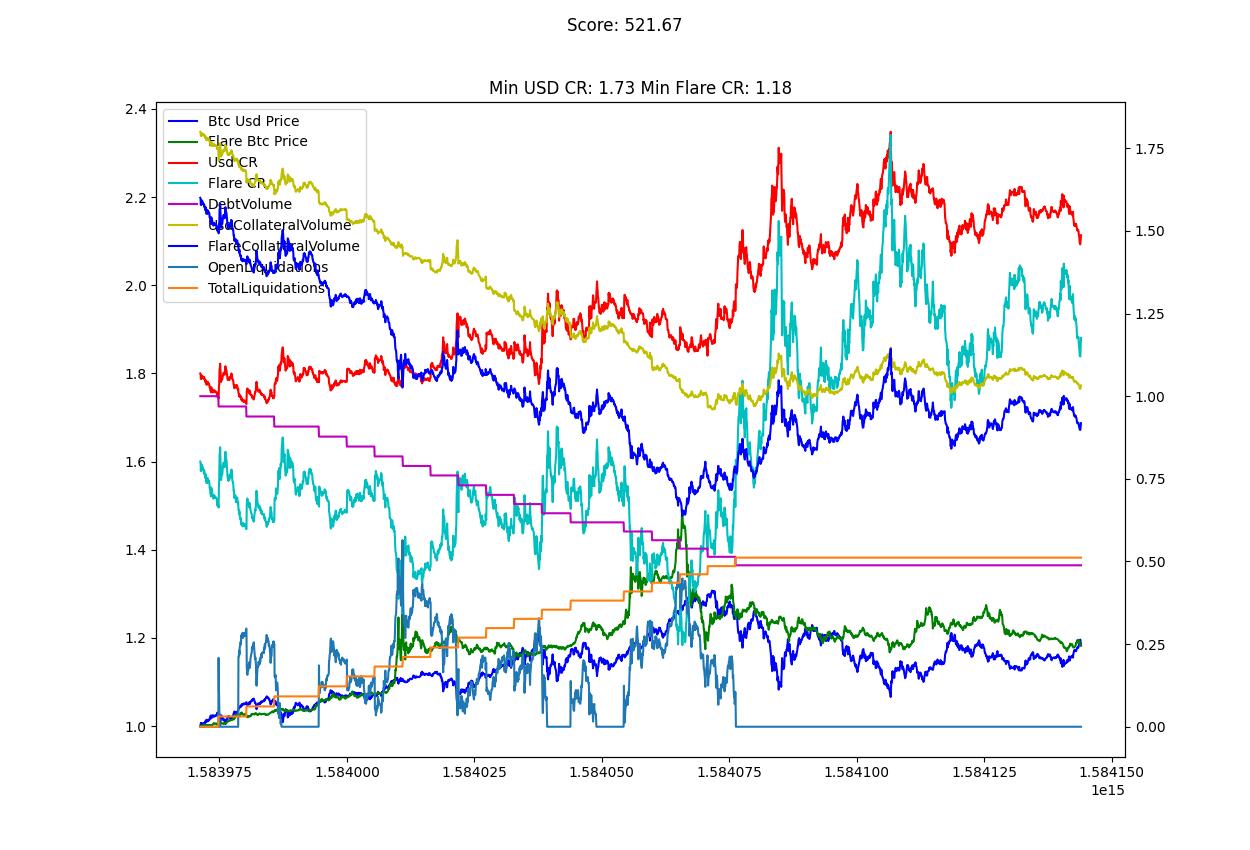 Score: 521.67
Min USD CR: 1.73 Min Flare CR: 1.18
Btc Usd Price
Flare Btc Price
Usd CR
Flare CR
DebtVolume
UsdCollateralVolume
FlareCollateralVolume
OpenLiquidations
TotalLiquidations
2.4
2.2
2.0
1.8
1.6
1.4
1.2
1.0
1.75
1.50
1.25
1.00
0.75
0.50
0.25
0.00
1.583975
1.584000
1.584025
1.584050
1.584075
1.584100
1.584125
1.584150
1e15